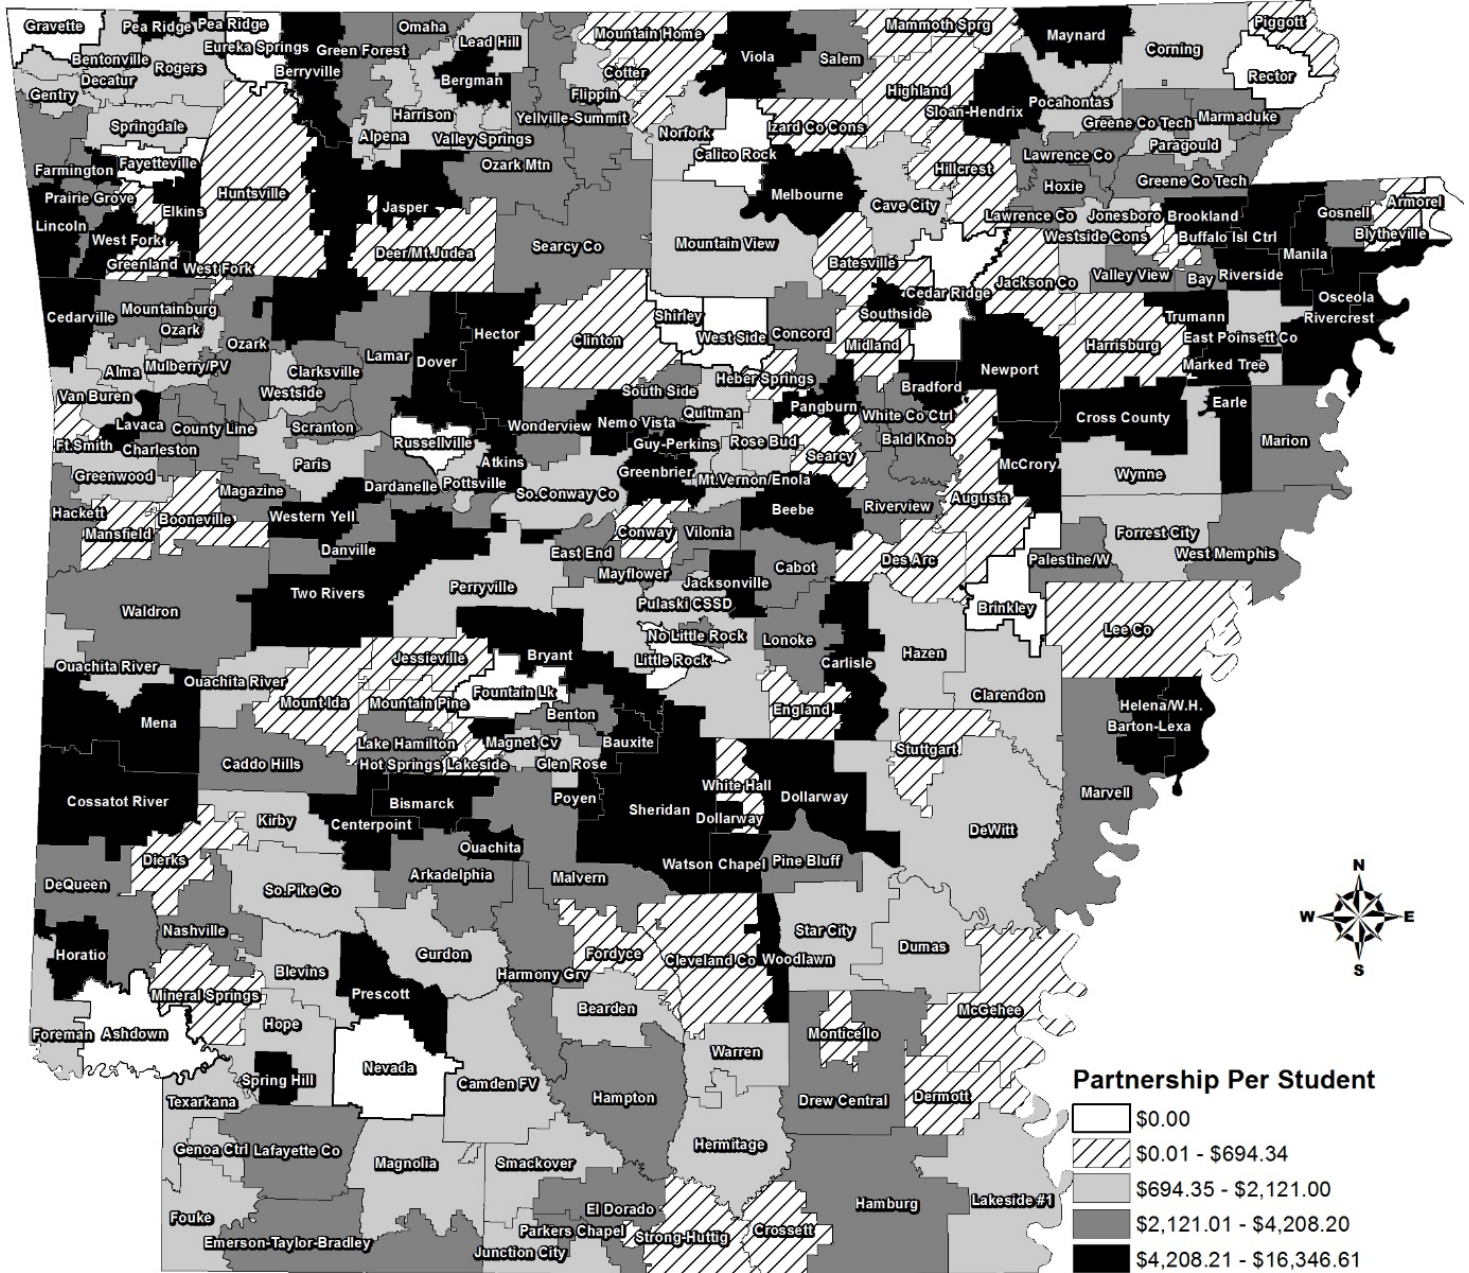 Gravette
Pea Ridge
Pea Ridge
Omaha
Lead Hill
Mountain Home
Mammoth Sprg
Piggott
Eureka Springs
Green Forest
Viola
Salem
Maynard
Corning
Bentonville
Rogers
Berryville
Bergman
Cotter
Rector
Decatur
Gentry
Flippin
Highland
Sloan-Hendrix
Pocahontas
Springdale
Harrison
Yellville-Summit
Norfork
Izard Co Cons
Greene Co Tech
Marmaduke
Alpena
Valley Springs
Paragould
Farmington
Fayetteville
Ozark Mtn
Calico Rock
Hillcrest
Lawrence Co
Prairie Grove
Huntsville
Melbourne
Hoxie
Greene Co Tech
Lincoln
Elkins
Jasper
Cave City
Lawrence Co
Jonesboro
Brookland
Gosnell
Armorel
West Fork
Deer/Mt.Judea
Searcy Co
Mountain View
Westside Cons
Buffalo Isl Ctrl
Blytheville
Greenland
West Fork
Batesville
Jackson Co
Valley View
Bay
Riverside
Manila
Cedar Ridge
Osceola
Cedarville
Mountainburg
Shirley
Southside
Trumann
Rivercrest
Ozark
Hector
Clinton
West Side
Concord
Midland
Harrisburg
East Poinsett Co
Ozark
Lamar
Dover
Newport
Marked Tree
Alma
Mulberry/PV
Clarksville
Heber Springs
Van Buren
Westside
South Side
Bradford
Earle
Lavaca
County Line
Scranton
Wonderview
Nemo Vista
Quitman
Pangburn
White Co Ctrl
Cross County
Ft.Smith
Charleston
Russellville
Guy-Perkins
Rose Bud
Bald Knob
Marion
Greenwood
Paris
Atkins
Greenbrier
Searcy
McCrory
Wynne
Magazine
Dardanelle
Pottsville
So.Conway Co
Mt.Vernon/Enola
Augusta
Hackett
Booneville
Western Yell
Beebe
Riverview
Mansfield
Danville
Conway
Vilonia
Forrest City
East End
Des Arc
Palestine/W
West Memphis
Waldron
Two Rivers
Perryville
Mayflower
Jacksonville
Cabot
Pulaski CSSD
Brinkley
No Little Rock
Lonoke
Lee Co
Ouachita River
Jessieville
Bryant
Little Rock
Carlisle
Hazen
Ouachita River
Mount Ida
Mountain Pine
Fountain Lk
England
Clarendon
Helena/W.H.
Mena
Benton
Barton-Lexa
Lake Hamilton
Magnet Cv
Bauxite
Stuttgart
Caddo Hills
Hot Springs
Lakeside
Glen Rose
Marvell
Cossatot River
Bismarck
Poyen
Sheridan
White Hall
Dollarway
Kirby
Centerpoint
Dollarway
DeWitt
Dierks
Ouachita
Watson Chapel
Pine Bluff
DeQueen
So.Pike Co
Arkadelphia
Malvern
N
W
E
S
Nashville
Star City
Horatio
Gurdon
Fordyce
Cleveland Co
Woodlawn
Dumas
Blevins
Harmony Grv
Mineral Springs
Prescott
Bearden
McGehee
Foreman
Ashdown
Hope
Monticello
Warren
Spring Hill
Nevada
Camden FV
Hampton
Drew Central
Dermott
Texarkana
Genoa Ctrl
Lafayette Co
Magnolia
Smackover
Hermitage
Fouke
El Dorado
Hamburg
Lakeside #1
Emerson-Taylor-Bradley
Junction City
Parkers Chapel
Strong-Huttig
Crossett
Partnership Per Student
$0.00
$0.01 - $694.34
$694.35 - $2,121.00
$2,121.01 - $4,208.20
$4,208.21 - $16,346.61